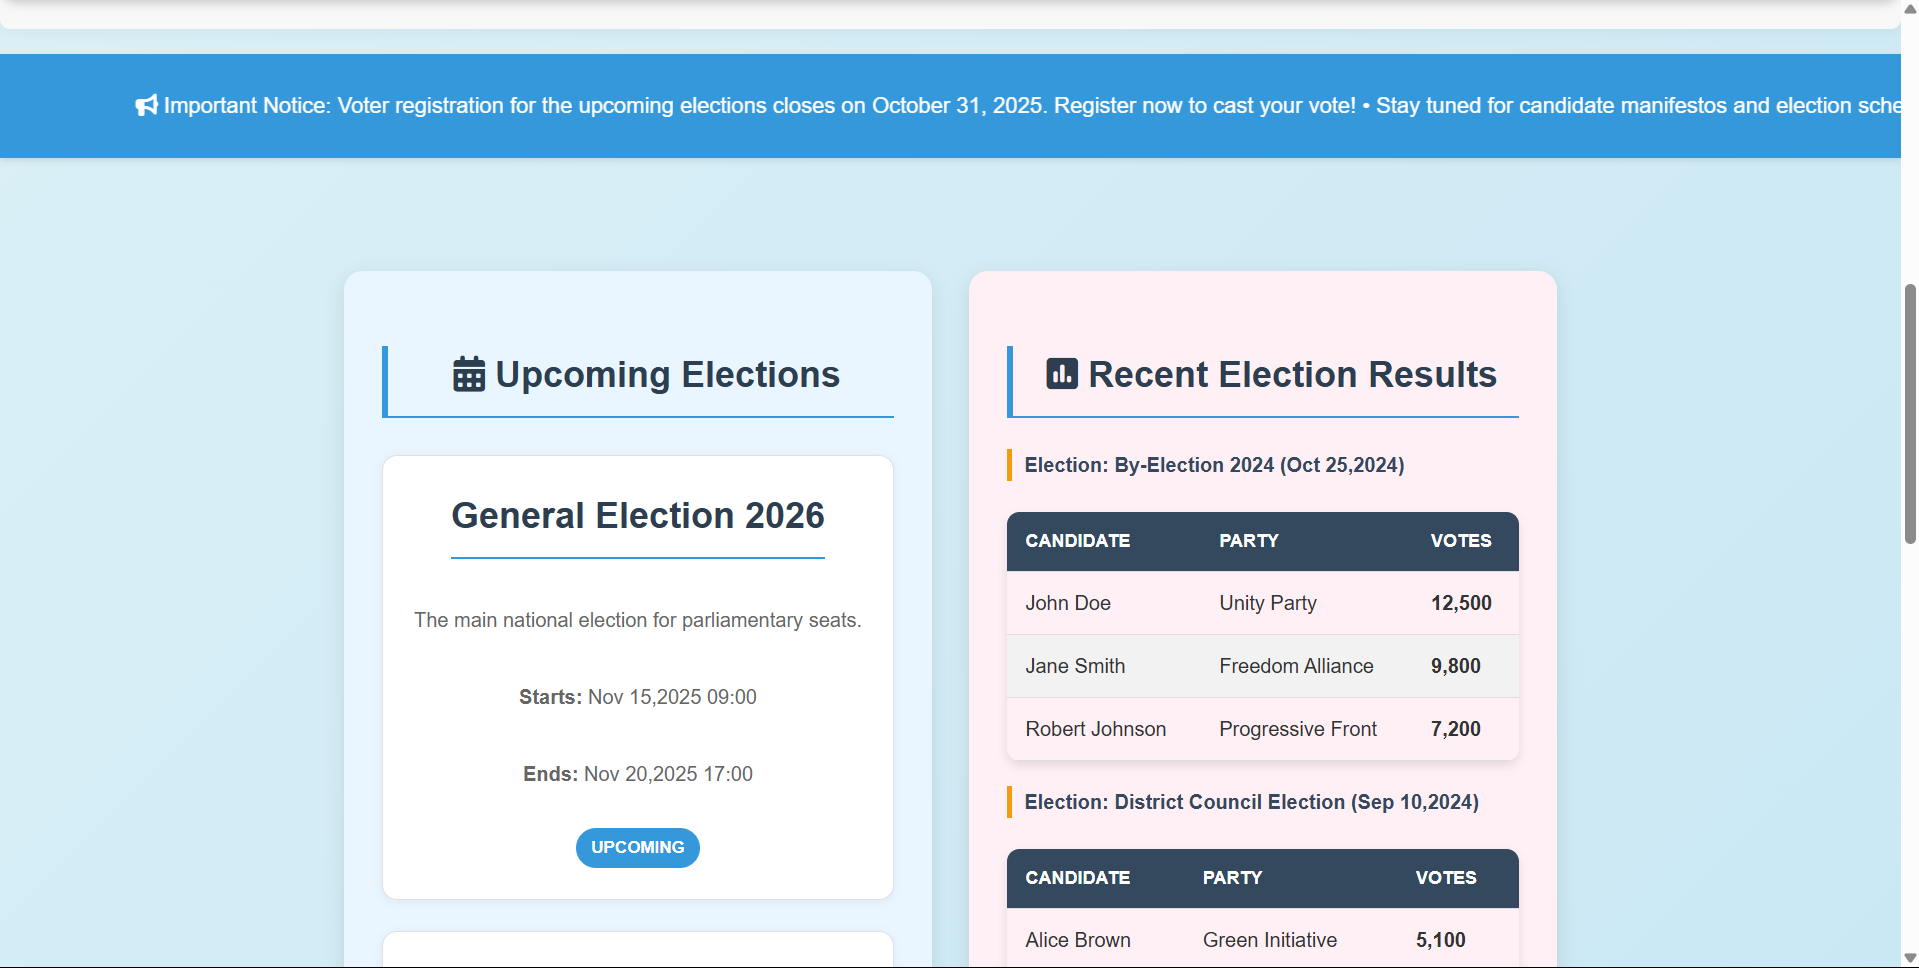 Important Notice: Voter registration for the upcoming elections closes on October 31, 2025. Register now to cast your vote! • Stay tuned for candidate manifestos and election sche
Upcoming Elections
General Election 2026
The main national election for parliamentary seats.
Starts: Nov 15,2025 09:00
Ends: Nov 20,2025 17:00
UPCOMING
Recent Election Results
Election: By-Election 2024 (Oct 25,2024)
CANDIDATE PARTY VOTES
John Doe Unity Party 12,500
Jane Smith Freedom Alliance 9,800
Robert Johnson Progressive Front 7,200
Election: District Council Election (Sep 10,2024)
CANDIDATE PARTY VOTES
Alice Brown Green Initiative 5,100